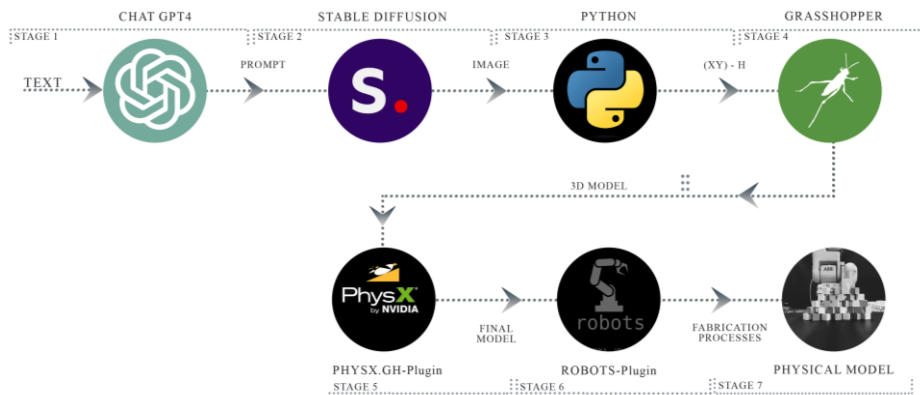 CHAT GPT4
STABLE DIFFUSION
PYTHON
GRASSHOPPER
STAGE 1
STAGE 2
STAGE 3
STAGE 4
TEXT
PROMPT
IMAGE
(XY) - H
S.
3D MODEL
PhysX®
by NVIDIA
robots
ABB
FINAL
MODEL
FABRICATION
PROCESSES
PHYSX.GH-Plugin
ROBOTS-Plugin
PHYSICAL MODEL
STAGE 5
STAGE 6
STAGE 7